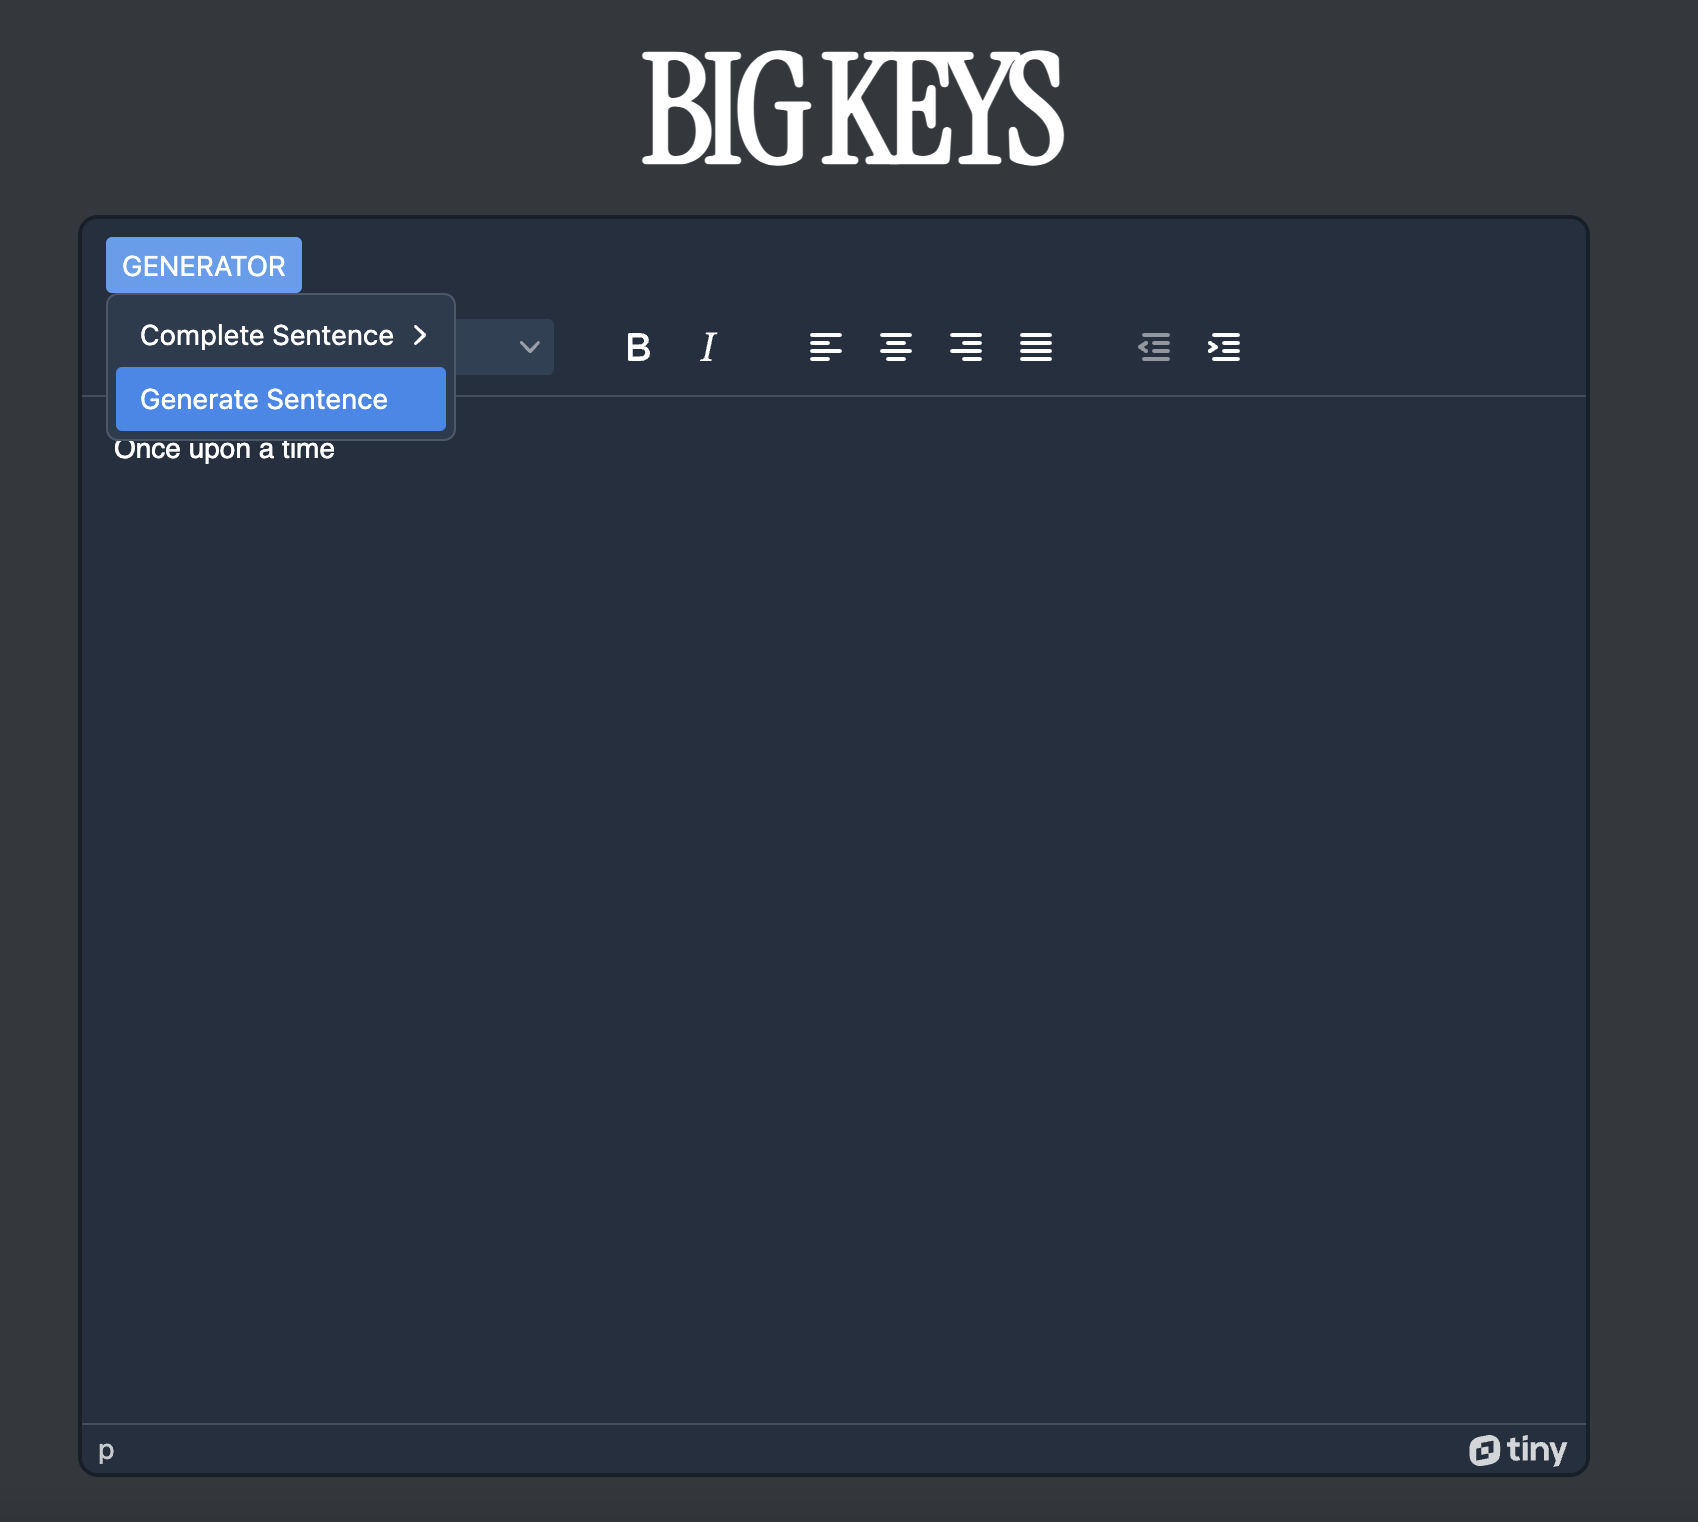 BIG KEYS
GENERATOR
Complete Sentence
B I
Generate Sentence
Once upon a time
p
tiny